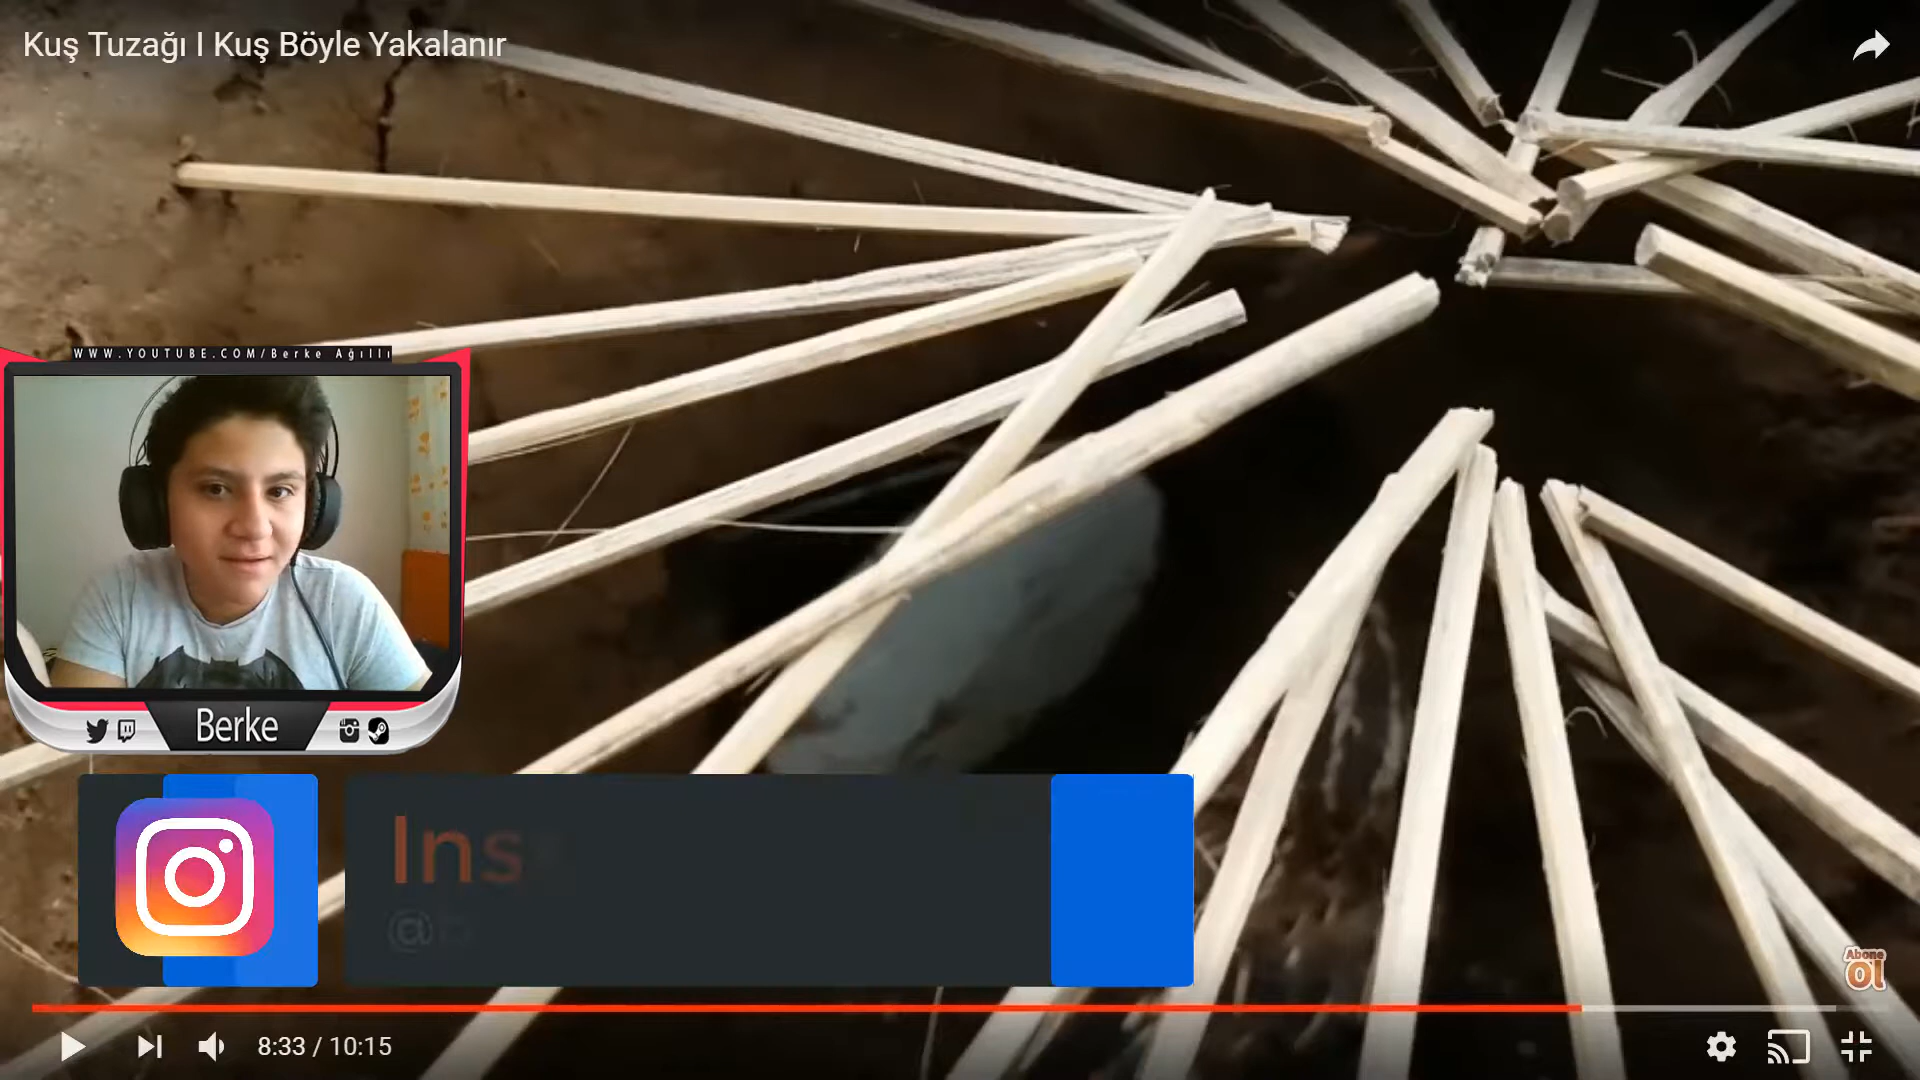 Kuş Tuzağı I Kuş Böyle Yakalanır
WWW.YOUTUBE.COM/Berke Ağıllı
Berke
Ins
@
Abone
ol
8:33 / 10:15